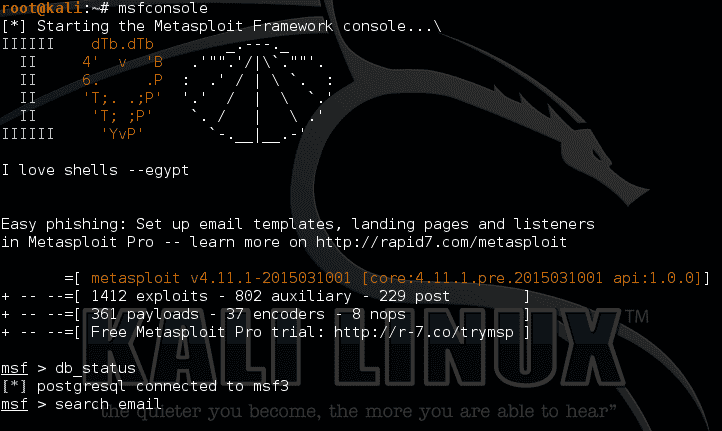 root@kali:~# msfconsole
[*] Starting the Metasploit Framework console...\
IIIIII    dTb.dTb        _.---._
  II     4'  v  'B   .'"".'/|\`.""'.
  II     6.     .P  :  .' / | \ `.  :
  II     'T;. .;P'  '.'  /  |  \  `.'
  II      'T; ;P'    `. /   |   \ .'
IIIIII     'YvP'       `-.__|__.-'
I love shells --egypt
Easy phishing: Set up email templates, landing pages and listeners
in Metasploit Pro -- learn more on http://rapid7.com/metasploit
       =[ metasploit v4.11.1-2015031001 [core:4.11.1.pre.2015031001 api:1.0.0]]
+ -- --=[ 1412 exploits - 802 auxiliary - 229 post        ]
+ -- --=[ 361 payloads - 37 encoders - 8 nops             ]
+ -- --=[ Free Metasploit Pro trial: http://r-7.co/trymsp ]
KALI LINUX™
msf > db_status
[*] postgresql connected to msf3
msf > search email
the quieter you become, the more you are able to hear”